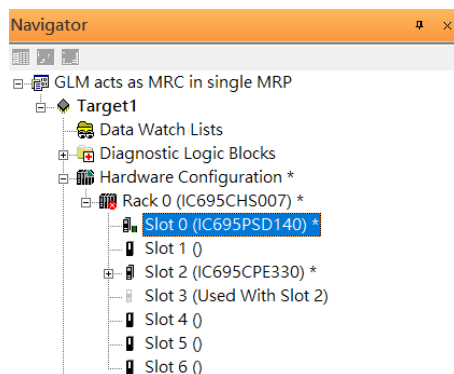 Navigator
GLM acts as MRC in single MRP
Target1
Data Watch Lists
Diagnostic Logic Blocks
Hardware Configuration *
Rack 0 (IC695CHS007) *
Slot 0 (IC695PSD140) *
Slot 1 ()
Slot 2 (IC695CPE330) *
Slot 3 (Used With Slot 2)
Slot 4 ()
Slot 5 ()
Slot 6 ()